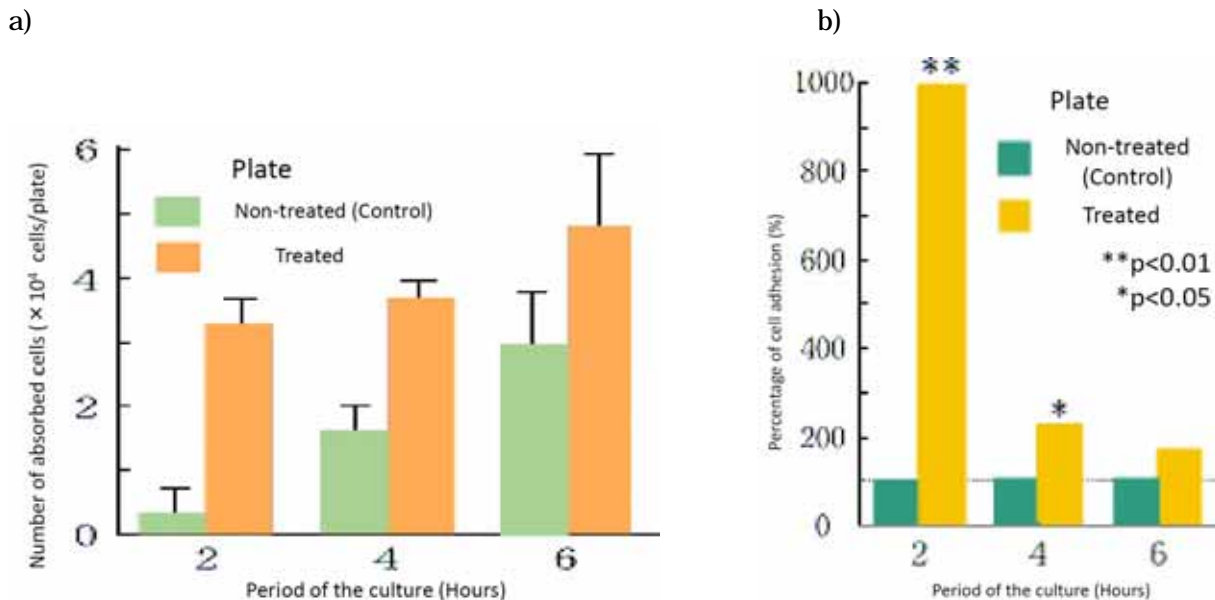 a)
Number of absorbed cells (×10⁴ cells/plate)
6
4
2
0
Plate
Non-treated (Control)
Treated
2 4 6
Period of the culture (Hours)
b)
Percentage of cell adhesion (%)
1000
800
600
400
200
0
**
*
Plate
Non-treated
(Control)
Treated
**p<0.01
*p<0.05
2 4 6
Period of the culture (Hours)